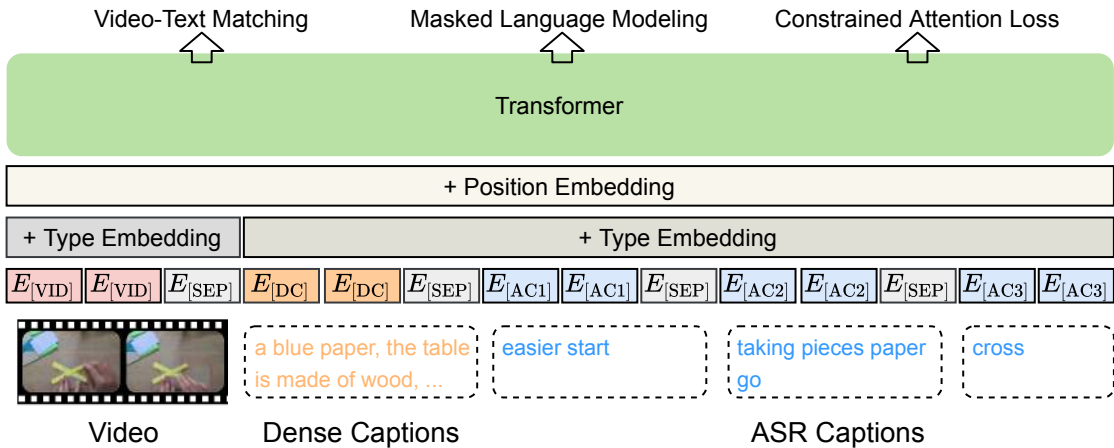 Video-Text Matching Masked Language Modeling Constrained Attention Loss
Transformer
+ Position Embedding
+ Type Embedding + Type Embedding
E[VID] E[VID] E[SEP] E[DC] E[DC] E[SEP] E[AC1] E[AC1] E[SEP] E[AC2] E[AC2] E[SEP] E[AC3] E[AC3]
a blue paper, the table
is made of wood, ...
easier start
taking pieces paper
go
cross
Video Dense Captions ASR Captions